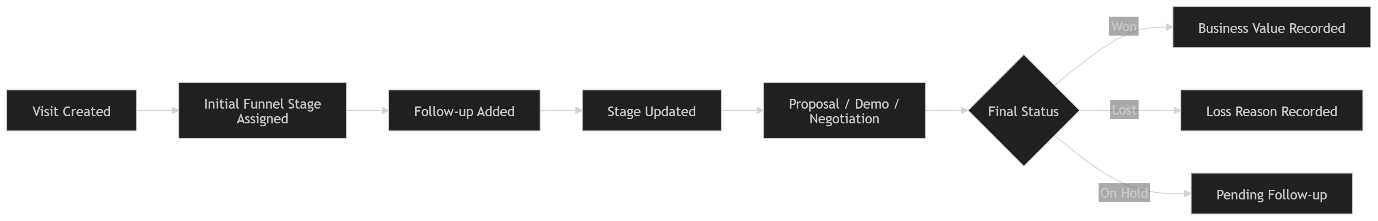 Visit Created
Initial Funnel Stage
Assigned
Follow-up Added
Stage Updated
Proposal / Demo /
Negotiation
Final Status
Won
Business Value Recorded
Lost
Loss Reason Recorded
On Hold
Pending Follow-up